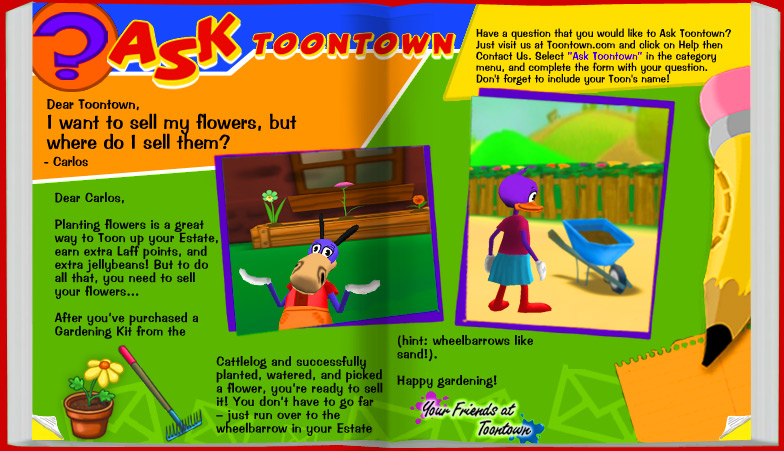 ASK TOONTOWN
Have a question that you would like to Ask Toontown?
Just visit us at Toontown.com and click on Help then
Contact Us. Select "Ask Toontown" in the category
menu, and complete the form with your question.
Don't forget to include your Toon's name!
Dear Toontown,
I want to sell my flowers, but
where do I sell them?
- Carlos
Dear Carlos,
Planting flowers is a great
way to Toon up your Estate,
earn extra Laff points, and
extra jellybeans! But to do
all that, you need to sell
your flowers...
After you've purchased a
Gardening Kit from the
Cattlelog and successfully
planted, watered, and picked
a flower, you're ready to sell
it! You don't have to go far
– just run over to the
wheelbarrow in your Estate
(hint: wheelbarrows like
sand!).
Happy gardening!
Your Friends at
Toontown